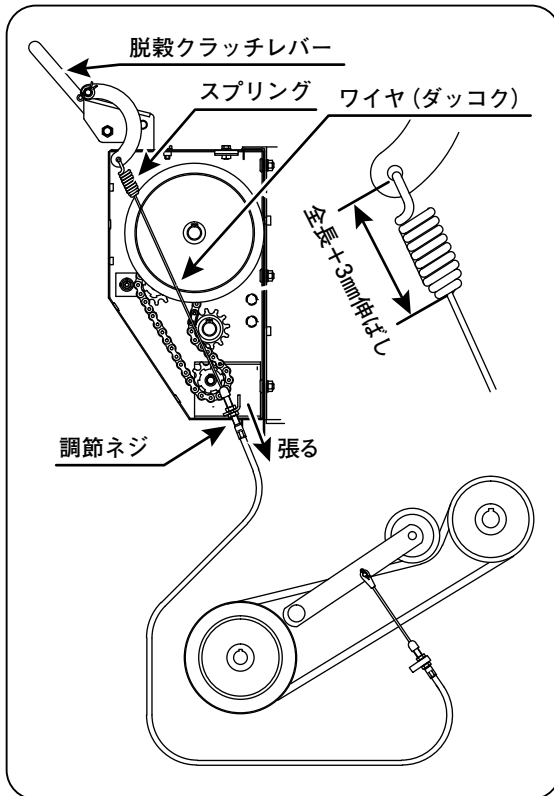 脱穀クラッチレバー
スプリング
ワイヤ(ダッコク)
全長＋3㎜伸ばし
調節ネジ
張る